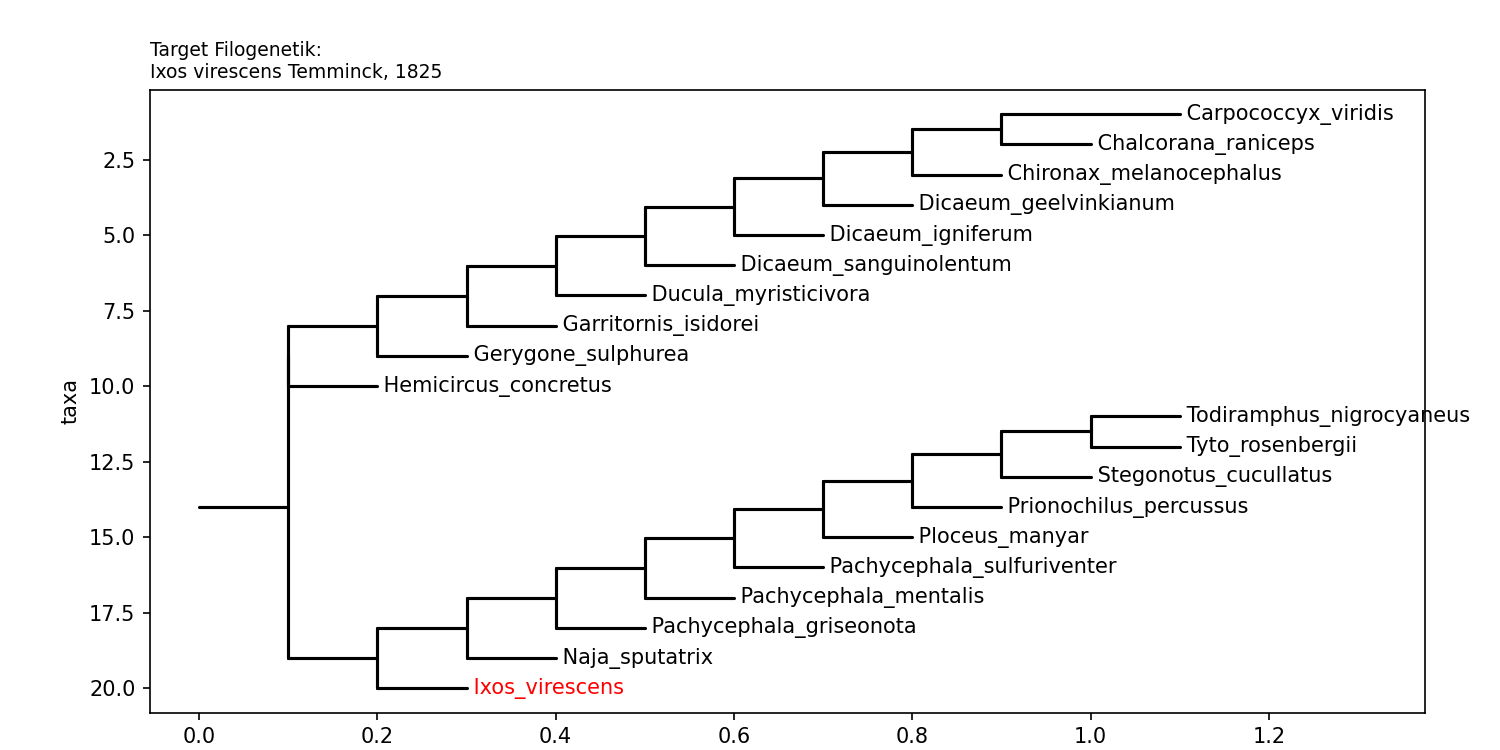 Target Filogenetik:
Ixos virescens Temminck, 1825
Carpococcyx_viridis
Chalcorana_raniceps
2.5
Chironax_melanocephalus
Dicaeum_geelvinkianum
5.0
Dicaeum_igniferum
Dicaeum_sanguinolentum
Ducula_myristicivora
7.5
Garritornis_isidorei
Gerygone_sulphurea
10.0
Hemicircus_concretus
taxa
Todiramphus_nigrocyaneus
Tyto_rosenbergii
12.5
Stegonotus_cucullatus
Prionochilus_percussus
15.0
Ploceus_manyar
Pachycephala_sulfuriventer
Pachycephala_mentalis
17.5
Pachycephala_griseonota
Naja_sputatrix
20.0
Ixos_virescens
0.0 0.2 0.4 0.6 0.8 1.0 1.2